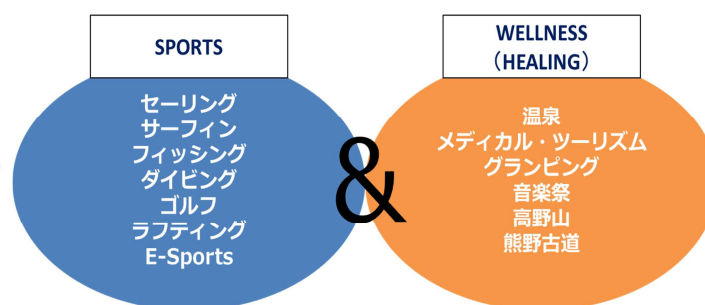 SPORTS
セーリング
サーフィン
フィッシング
ダイビング
ゴルフ
ラフティング
E-Sports
&
WELLNESS
（HEALING）
温泉
メディカル・ツーリズム
グランピング
音楽祭
高野山
熊野古道